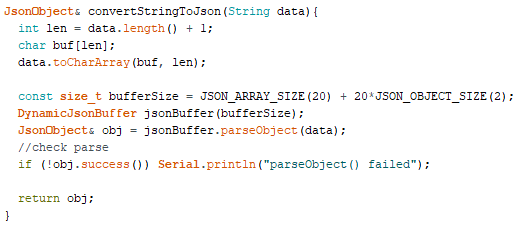 JsonObject& convertStringToJson(String data){
  int len = data.length() + 1;
  char buf[len];
  data.toCharArray(buf, len);

  const size_t bufferSize = JSON_ARRAY_SIZE(20) + 20*JSON_OBJECT_SIZE(2);
  DynamicJsonBuffer jsonBuffer(bufferSize);
  JsonObject& obj = jsonBuffer.parseObject(data);
  //check parse
  if (!obj.success()) Serial.println("parseObject() failed");

  return obj;
}